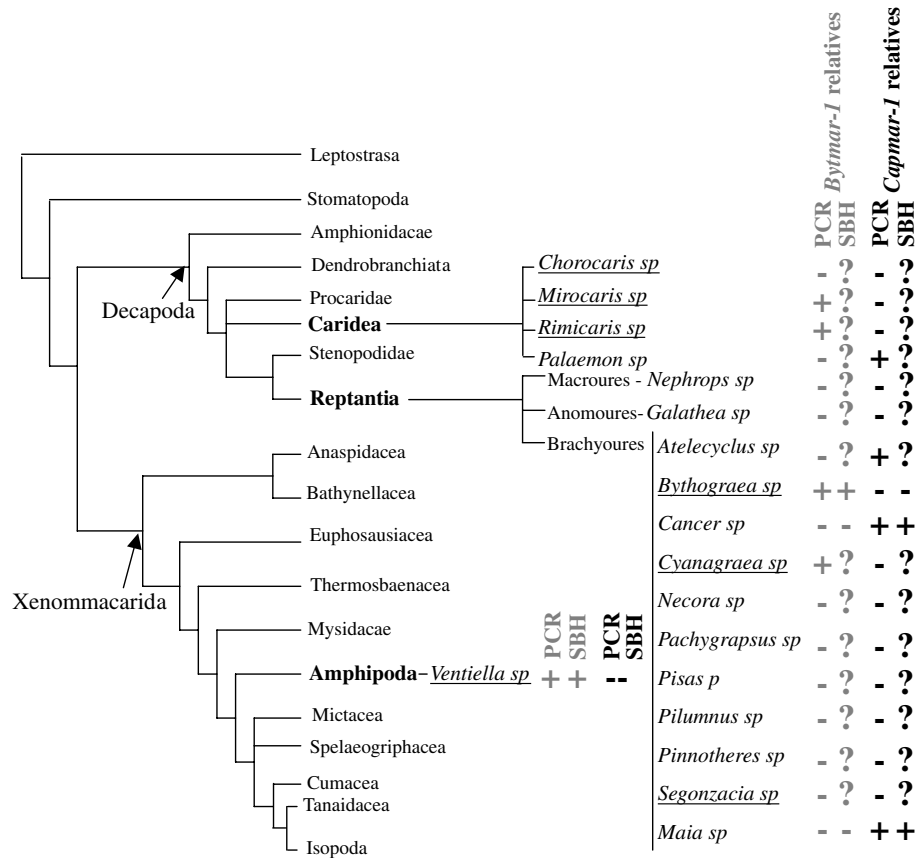 Bytmar-1 relatives
Capmar-1 relatives
PCR SBH PCR SBH
Leptostrasa
Stomatopoda
Amphionidacae
Dendrobranchiata
Decapoda
Procaridae
Caridea
Stenopodidae
Reptantia
Chorocaris sp - ? - ?
Mirocaris sp + ? - ?
Rimicaris sp + ? - ?
Palaemon sp - ? + ?
Macroures - Nephrops sp - ? - ?
Anomoures- Galathea sp - ? - ?
Brachyoures
Atelecyclus sp - ? + ?
Bythograea sp + + - -
Cancer sp - - + +
Cyanagraea sp + ? - ?
Necora sp - ? - ?
Pachygrapsus sp - ? - ?
Pisas p - ? - ?
Pilumnus sp - ? - ?
Pinnotheres sp - ? - ?
Segonzacia sp - ? - ?
Maia sp - - + +
Anaspidacea
Bathynellacea
Euphosausiacea
Xenommacarida
Thermosbaenacea
Mysidacae
PCR SBH PCR SBH
Amphipoda- Ventiella sp + + --
Mictacea
Spelaeogriphacea
Cumacea
Tanaidacea
Isopoda